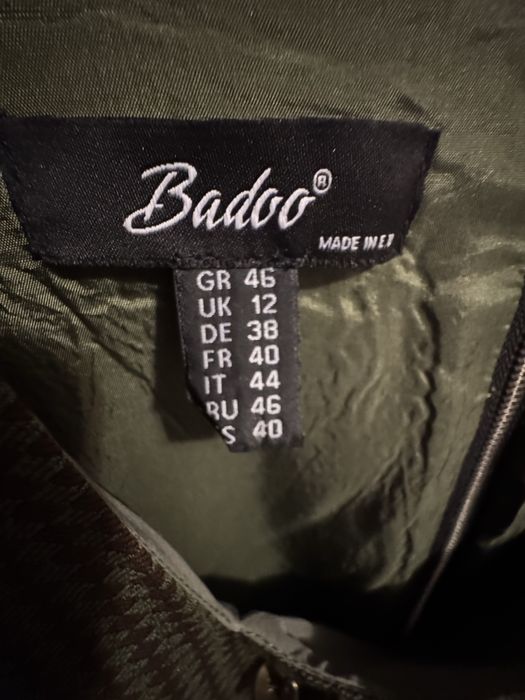 Badoo®
MADE IN
GR 46
UK 12
DE 38
FR 40
IT 44
RU 46
S 40